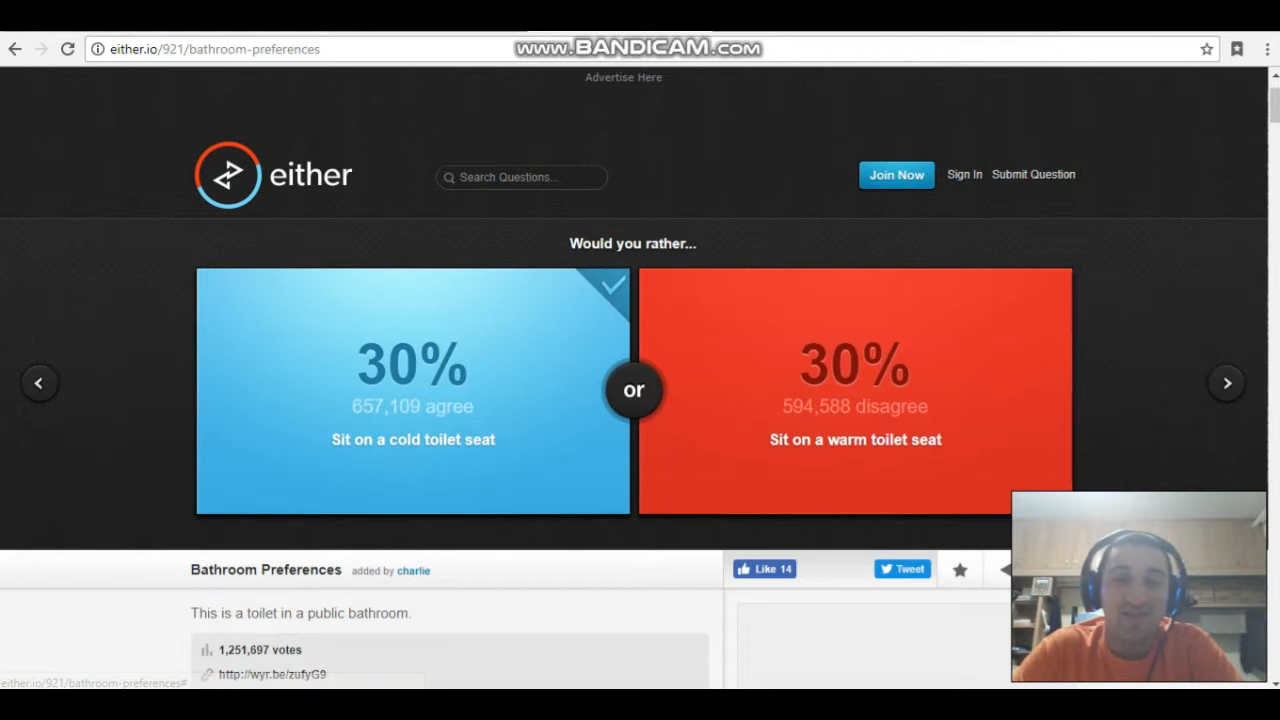 either.io/921/bathroom-preferences
www.BANDICAM.com
Advertise Here
either
Search Questions...
Join Now
Sign In
Submit Question
Would you rather...
30%
657,109 agree
Sit on a cold toilet seat
or
30%
594,588 disagree
Sit on a warm toilet seat
Bathroom Preferences
added by charlie
Like 14
Tweet
This is a toilet in a public bathroom.
1,251,697 votes
http://wyr.be/zufyG9
either.io/921/bathroom-preferences#